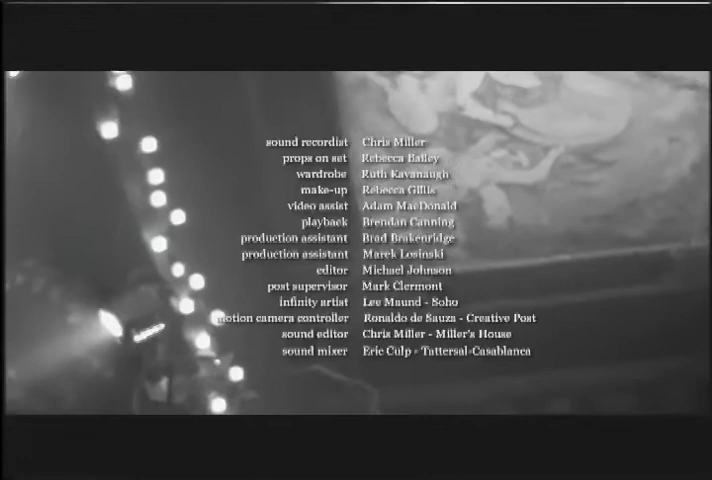 sound recordist Chris Miller
props on set Rebecca Bailey
wardrobe Ruth Kavanaugh
make-up Rebecca Gillis
video assist Adam MacDonald
playback Brendan Canning
production assistant Brad Brakenridge
production assistant Marek Losinski
editor Michael Johnson
post supervisor Mark Clermont
infinity artist Lee Maund - Soho
motion camera controller Ronaldo de Sauza - Creative Post
sound editor Chris Miller - Miller's House
sound mixer Eric Culp - Tattersal-Casablanca